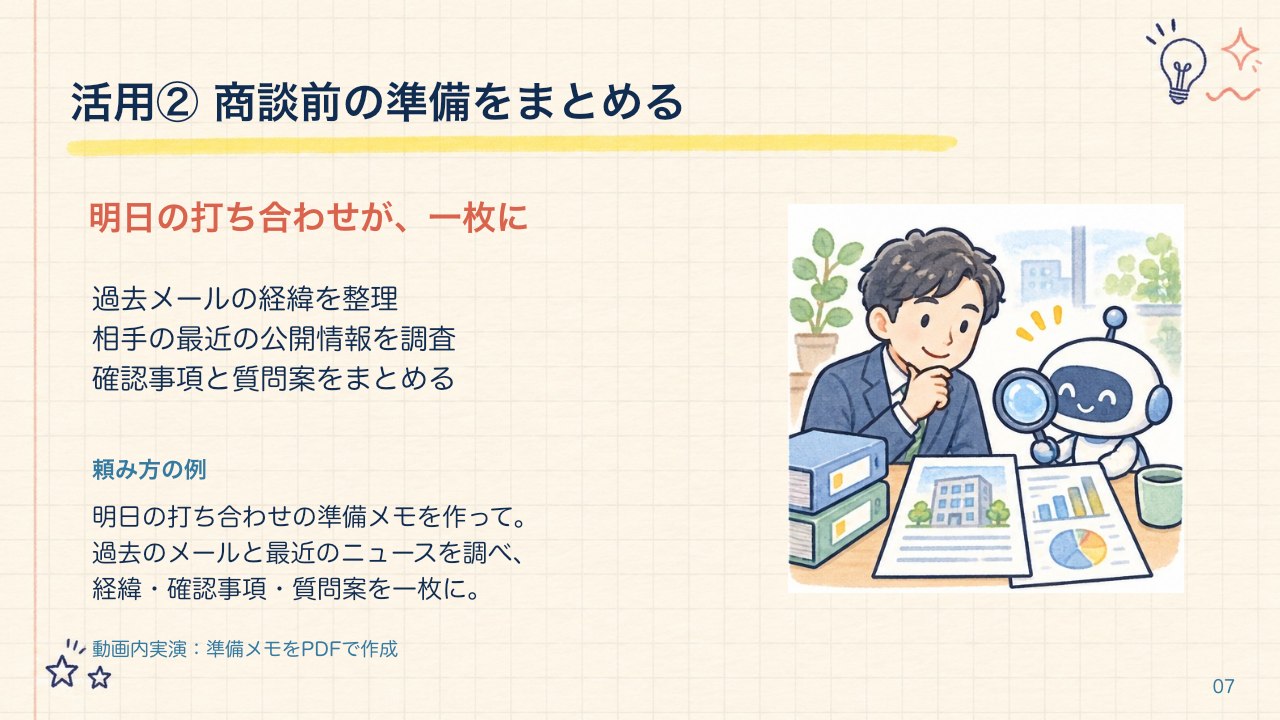 活用② 商談前の準備をまとめる
明日の打ち合わせが、一枚に
過去メールの経緯を整理
相手の最近の公開情報を調査
確認事項と質問案をまとめる
頼み方の例
明日の打ち合わせの準備メモを作って。
過去のメールと最近のニュースを調べ、
経緯・確認事項・質問案を一枚に。
動画内実演：準備メモをPDFで作成
07